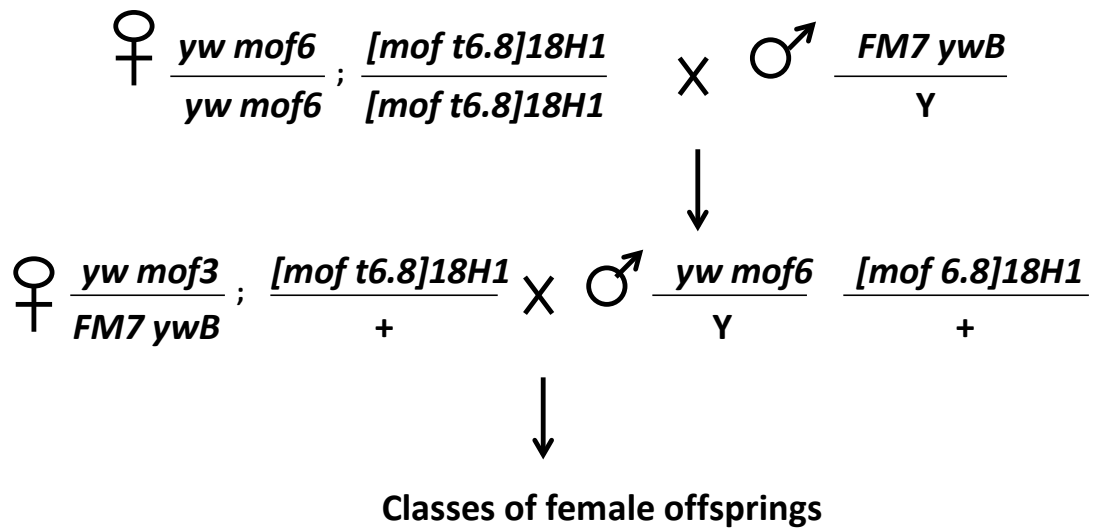 ♀ yw mof6 ; [mof t6.8]18H1 X ♂ FM7 ywB
yw mof6 [mof t6.8]18H1 Y
♀ yw mof3 ; [mof t6.8]18H1 X ♂ yw mof6 [mof 6.8]18H1
FM7 ywB + Y +
Classes of female offsprings